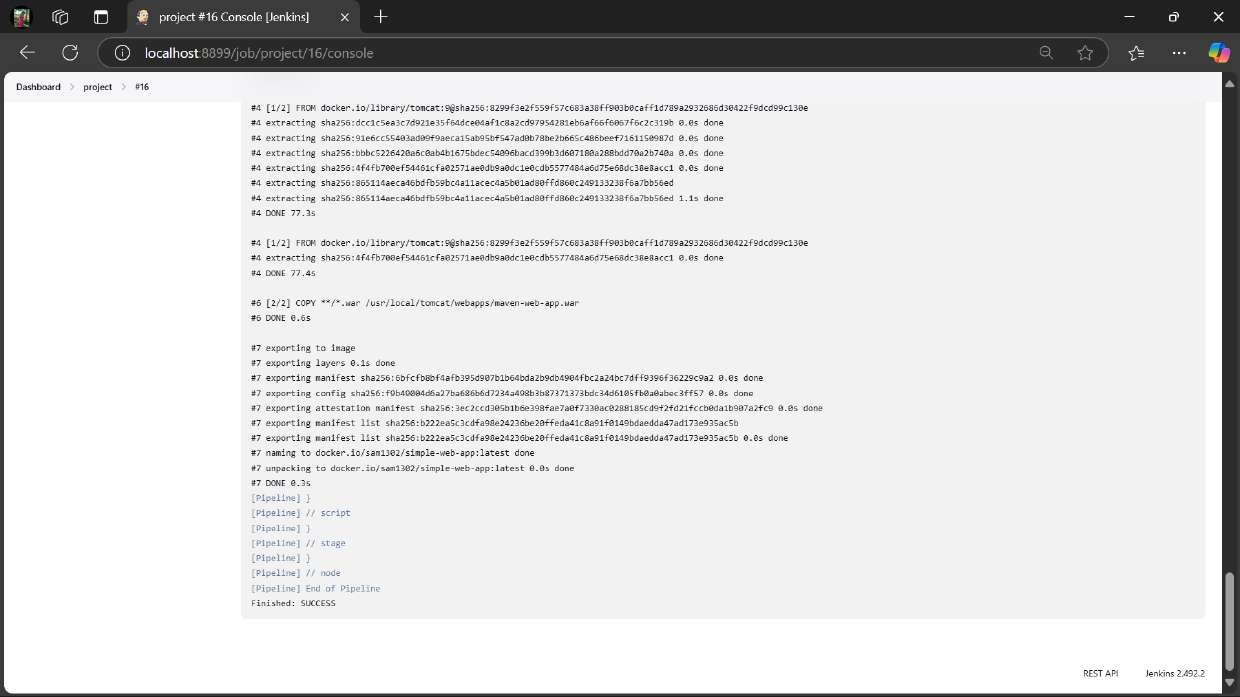 project #16 Console [Jenkins]
localhost:8899/job/project/16/console
Dashboard > project > #16
#4 [1/2] FROM docker.io/library/tomcat:9@sha256:8299f3e2f559f57c683a38ff903b0caff1d789a2932686d30422f9dcd99c130e
#4 extracting sha256:dcc1c5ea3c7d921e35f64dce04af1c8a2cd97954281eb6af66f6067f6c2c319b 0.0s done
#4 extracting sha256:91e6cc55403ad09f9aeca15ab95bf547ad0b78be2b665c486beef7161150987d 0.0s done
#4 extracting sha256:bbbc5226420a6c0ab4b1675bdec54096bacd399b3d607180a288bdd70a2b740a 0.0s done
#4 extracting sha256:4f4fb700ef54461cfa02571ae0db9a0dc1e0cdb5577484a6d75e68dc38e8acc1 0.0s done
#4 extracting sha256:865114aeca46bdfb59bc4a11acec4a5b01ad80ffd860c249133238f6a7bb56ed
#4 extracting sha256:865114aeca46bdfb59bc4a11acec4a5b01ad80ffd860c249133238f6a7bb56ed 1.1s done
#4 DONE 77.3s
#4 [1/2] FROM docker.io/library/tomcat:9@sha256:8299f3e2f559f57c683a38ff903b0caff1d789a2932686d30422f9dcd99c130e
#4 extracting sha256:4f4fb700ef54461cfa02571ae0db9a0dc1e0cdb5577484a6d75e68dc38e8acc1 0.0s done
#4 DONE 77.4s
#6 [2/2] COPY **/*.war /usr/local/tomcat/webapps/maven-web-app.war
#6 DONE 0.6s
#7 exporting to image
#7 exporting layers 0.1s done
#7 exporting manifest sha256:6bfcfb8bf4afb395d907b1b64bda2b9db4904fbc2a24bc7dff9396f36229c9a2 0.0s done
#7 exporting config sha256:f9b49004d6a27ba686b6d7234a498b3b87371373bdc34d6105fb0a0abec3ff57 0.0s done
#7 exporting attestation manifest sha256:3ec2ccd305b1b6e398fae7a0f7330ac0288185cd9f2fd21fccb0da1b907a2fc9 0.0s done
#7 exporting manifest list sha256:b222ea5c3cdfa98e24236be20ffeda41c8a91f0149bdaedda47ad173e935ac5b
#7 exporting manifest list sha256:b222ea5c3cdfa98e24236be20ffeda41c8a91f0149bdaedda47ad173e935ac5b 0.0s done
#7 naming to docker.io/sam1302/simple-web-app:latest done
#7 unpacking to docker.io/sam1302/simple-web-app:latest 0.0s done
#7 DONE 0.3s
[Pipeline] }
[Pipeline] // script
[Pipeline] }
[Pipeline] // stage
[Pipeline] }
[Pipeline] // node
[Pipeline] End of Pipeline
Finished: SUCCESS
REST API Jenkins 2.492.2